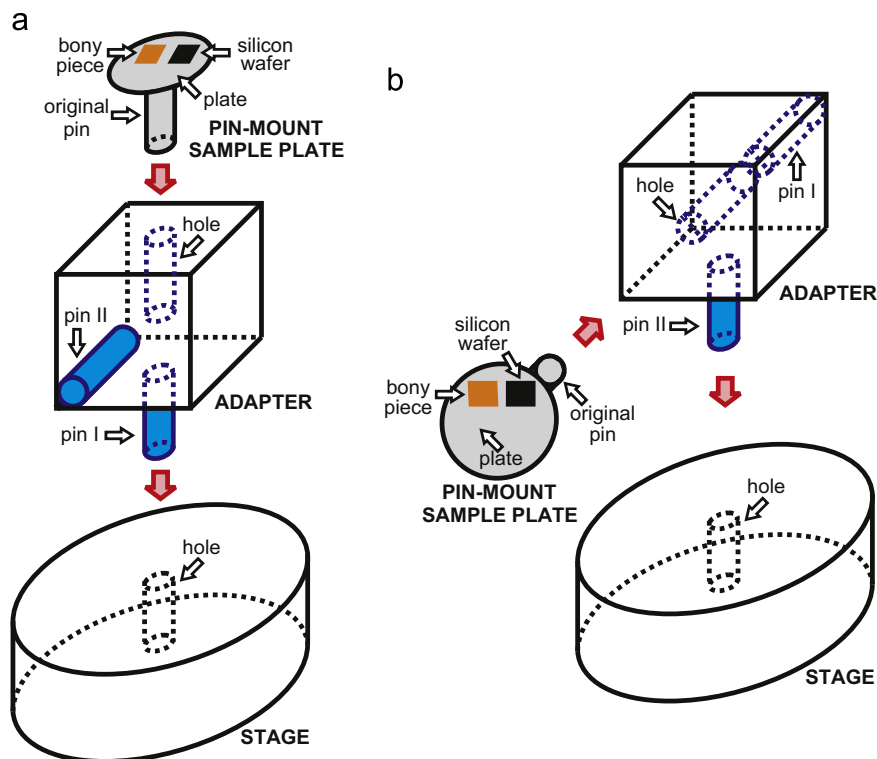 a
bony
piece
silicon
wafer
plate
original
pin
PIN-MOUNT
SAMPLE PLATE
hole
pin II
ADAPTER
pin I
hole
STAGE
b
pin I
hole
ADAPTER
pin II
silicon
wafer
bony
piece
original
pin
plate
PIN-MOUNT
SAMPLE PLATE
hole
STAGE